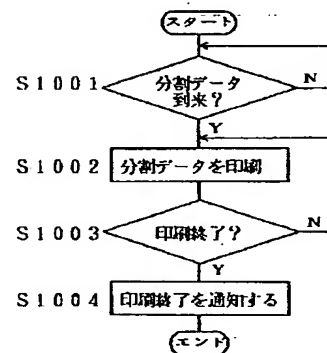 スタート
S1001
分割データ
到来?
N
Y
S1002
分割データを印刷
S1003
印刷終了?
N
Y
S1004
印刷終了を通知する
エンド